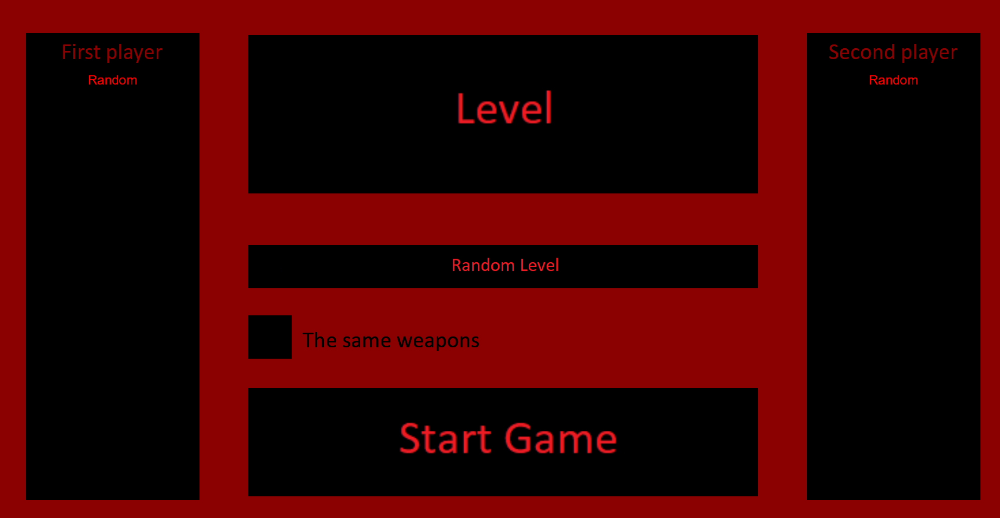 First player
Random
Level
Random Level
The same weapons
Start Game
Second player
Random